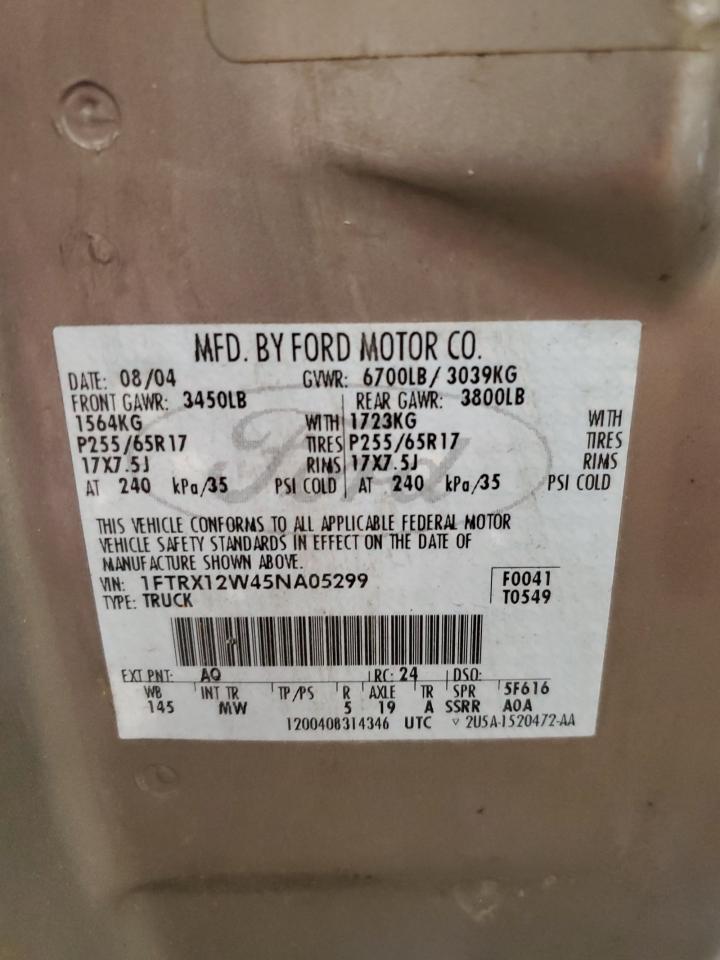 MFD. BY FORD MOTOR CO.
DATE: 08/04 GVWR: 6700LB/ 3039KG
FRONT GAWR: 3450LB REAR GAWR: 3800LB
1564KG WITH 1723KG WITH
P255/65R17 TIRES P255/65R17 TIRES
17X7.5J RIMS 17X7.5J RIMS
AT 240 kPa/35 PSI COLD AT 240 kPa/35 PSI COLD
THIS VEHICLE CONFORMS TO ALL APPLICABLE FEDERAL MOTOR
VEHICLE SAFETY STANDARDS IN EFFECT ON THE DATE OF
MANUFACTURE SHOWN ABOVE.
VIN: 1FTRX12W45NA05299 F0041
TYPE: TRUCK T0549
EXT PNT: AQ RC: 24 DSO:
WB INT TR TP/PS R AXLE TR SPR 5F616
145 MW 5 19 A SSRR A0A
1200408314346 UTC 2U5A-1520472-AA
Ford